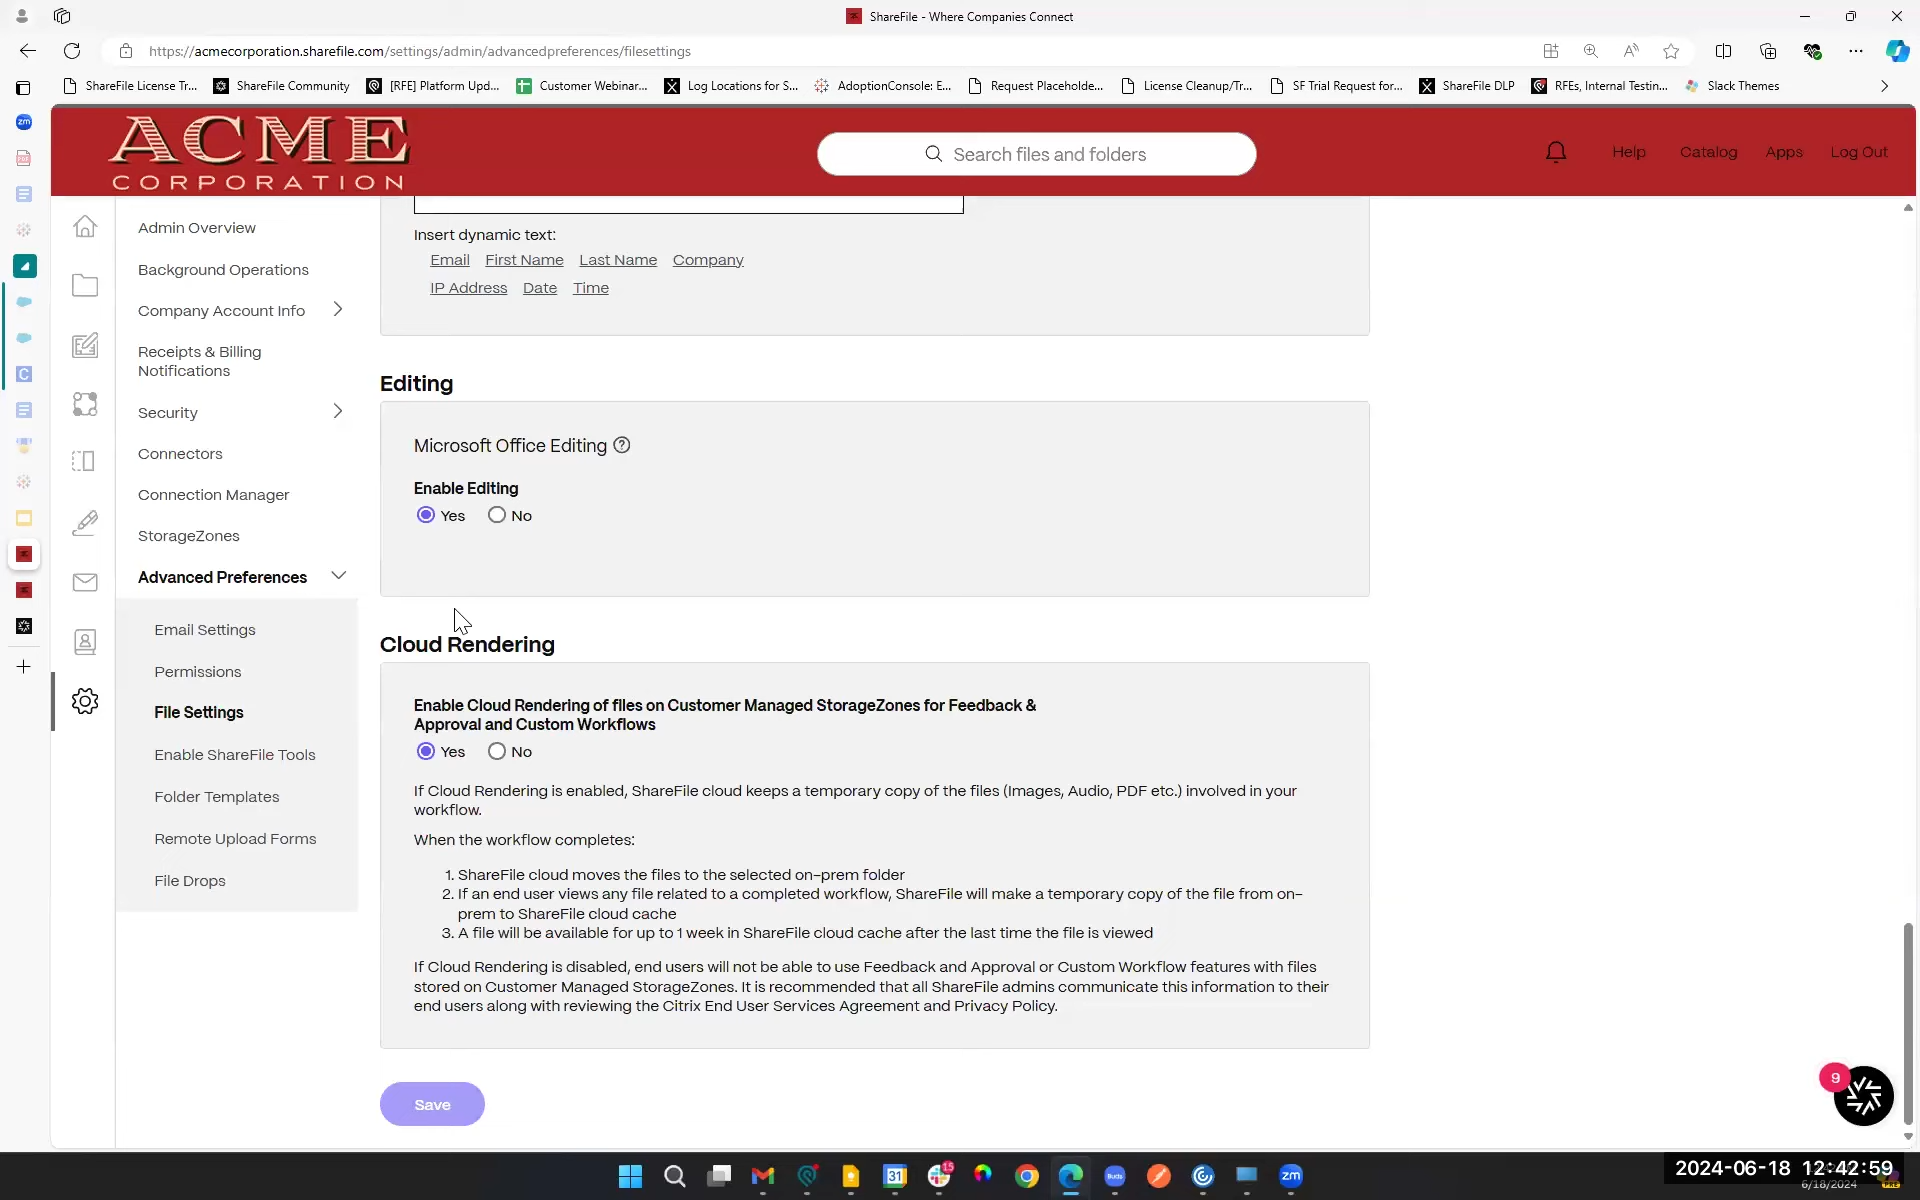 ShareFile - Where Companies Connect
https://acmecorporation.sharefile.com/settings/admin/advancedpreferences/filesettings
ShareFile License Tr... ShareFile Community [RFE] Platform Upd... Customer Webinar... Log Locations for S... AdoptionConsole: E... Request Placeholde... License Cleanup/Tr... SF Trial Request for... ShareFile DLP RFEs, Internal Testin... Slack Themes
ACME
CORPORATION
Search files and folders
Help Catalog Apps Log Out
Admin Overview
Background Operations
Company Account Info
Receipts & Billing
Notifications
Security
Connectors
Connection Manager
StorageZones
Advanced Preferences
Email Settings
Permissions
File Settings
Enable ShareFile Tools
Folder Templates
Remote Upload Forms
File Drops
Insert dynamic text:
Email First Name Last Name Company
IP Address Date Time
Editing
Microsoft Office Editing
Enable Editing
Yes No
Cloud Rendering
Enable Cloud Rendering of files on Customer Managed StorageZones for Feedback &
Approval and Custom Workflows
Yes No
If Cloud Rendering is enabled, ShareFile cloud keeps a temporary copy of the files (Images, Audio, PDF etc.) involved in your
workflow.
When the workflow completes:
1. ShareFile cloud moves the files to the selected on-prem folder
2. If an end user views any file related to a completed workflow, ShareFile will make a temporary copy of the file from on-
prem to ShareFile cloud cache
3. A file will be available for up to 1 week in ShareFile cloud cache after the last time the file is viewed
If Cloud Rendering is disabled, end users will not be able to use Feedback and Approval or Custom Workflow features with files
stored on Customer Managed StorageZones. It is recommended that all ShareFile admins communicate this information to their
end users along with reviewing the Citrix End User Services Agreement and Privacy Policy.
Save
9
31
15
zm
2024-06-18 12:42:59
6/18/2024